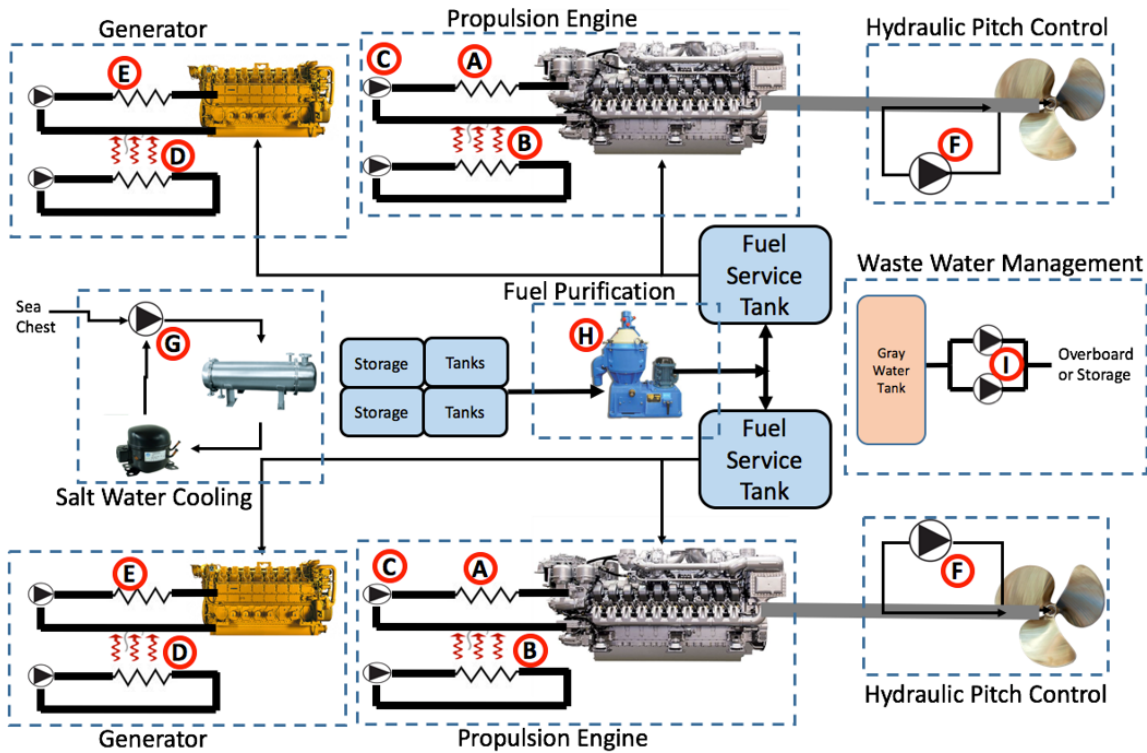 Generator
Propulsion Engine
Hydraulic Pitch Control
E
C
A
D
B
F
Fuel
Service
Tank
Waste Water Management
Sea
Chest
G
Fuel Purification
H
Storage
Tanks
Storage
Tanks
Gray
Water
Tank
I
Overboard
or Storage
Fuel
Service
Tank
Salt Water Cooling
E
C
A
D
B
F
Generator
Propulsion Engine
Hydraulic Pitch Control